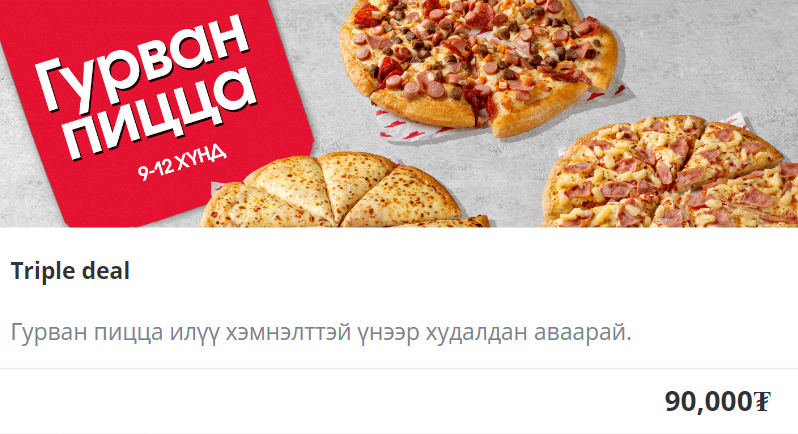 Гурван
пицца
9-12 ХҮНД
Triple deal
Гурван пицца илүү хэмнэлттэй үнээр худалдан аваарай.
90,000₮